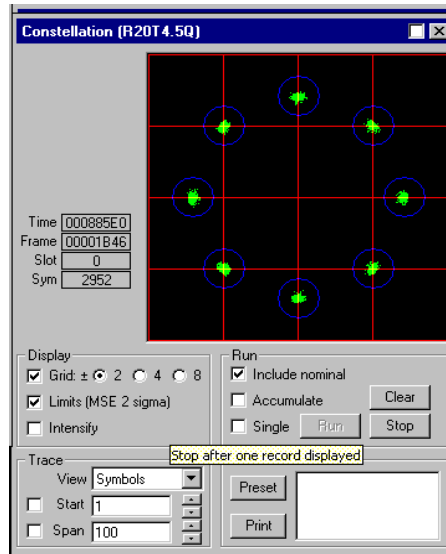 Constellation (R20T4.5Q)
Time 000885E0
Frame 00001B46
Slot 0
Sym 2952
Display
Grid: ± 2 4 8
Limits (MSE 2 sigma)
Intensify
Run
Include nominal
Accumulate Clear
Single Run Stop
Stop after one record displayed
Trace
View Symbols
Start 1
Span 100
Preset
Print